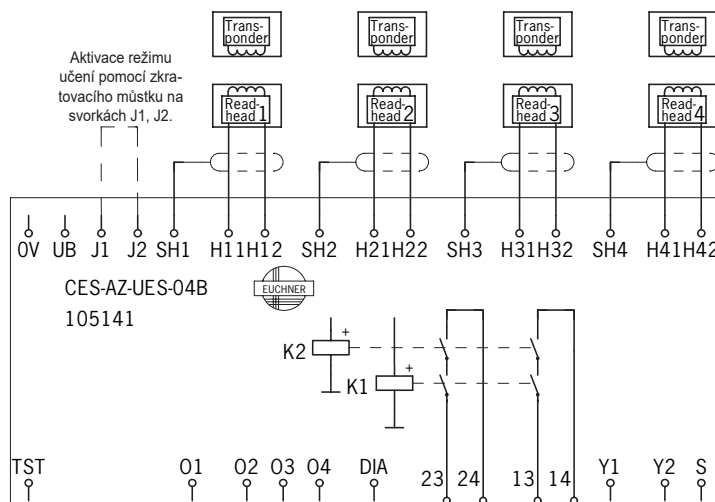 Trans-
ponder
Trans-
ponder
Trans-
ponder
Trans-
ponder
Aktivace režimu
učení pomocí zkra-
tovacího můstku na
svorkách J1, J2.
Read-
head 1
Read-
head 2
Read-
head 3
Read-
head 4
0V UB J1 J2 SH1 H11 H12 SH2 H21 H22 SH3 H31 H32 SH4 H41 H42
CES-AZ-UES-04B
EUCHNER
105141
+
K2
+
K1
TST O1 O2 O3 O4 DIA 23 24 13 14 Y1 Y2 S